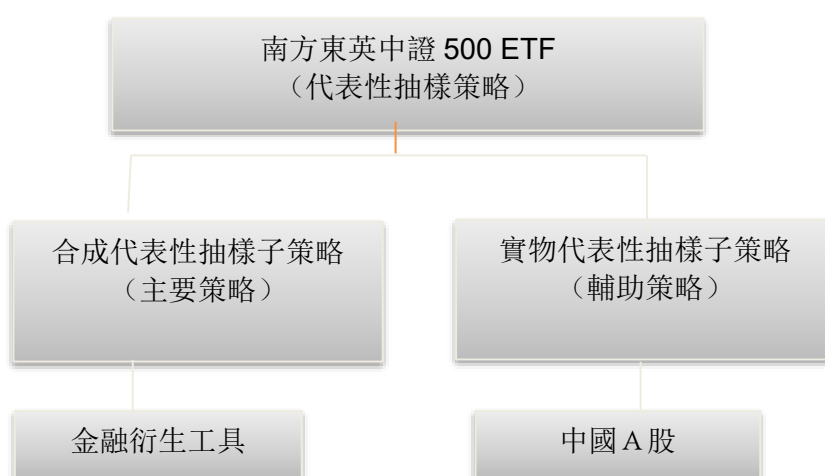 南方東英中證 500 ETF
（代表性抽樣策略）
合成代表性抽樣子策略
（主要策略）
實物代表性抽樣子策略
（輔助策略）
金融衍生工具
中國A股